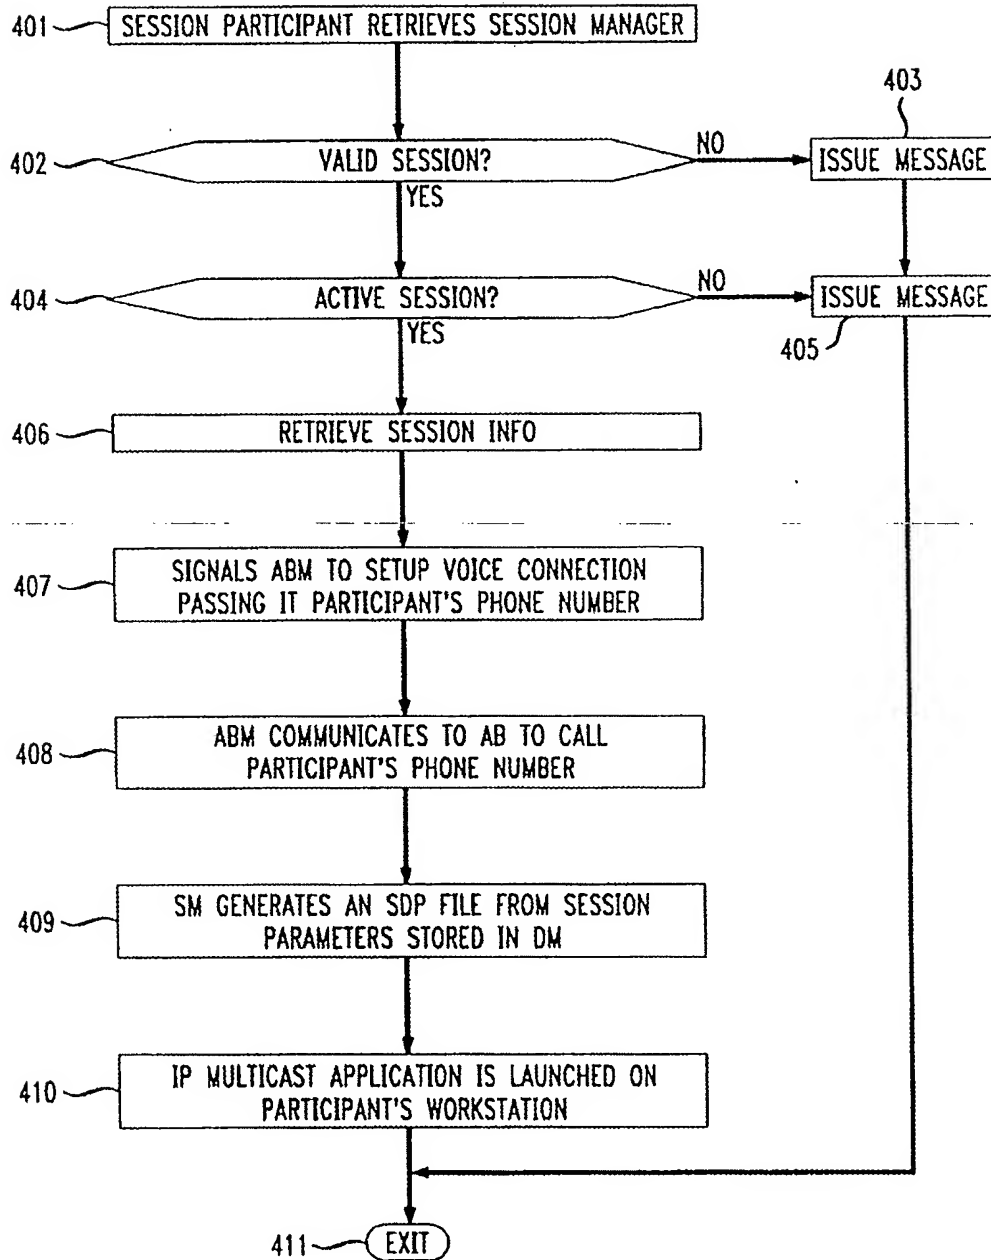 401
SESSION PARTICIPANT RETRIEVES SESSION MANAGER
403
402
VALID SESSION?
NO
ISSUE MESSAGE
YES
404
ACTIVE SESSION?
NO
ISSUE MESSAGE
YES
405
406
RETRIEVE SESSION INFO
407
SIGNALS ABM TO SETUP VOICE CONNECTION
PASSING IT PARTICIPANT'S PHONE NUMBER
408
ABM COMMUNICATES TO AB TO CALL
PARTICIPANT'S PHONE NUMBER
409
SM GENERATES AN SDP FILE FROM SESSION
PARAMETERS STORED IN DM
410
IP MULTICAST APPLICATION IS LAUNCHED ON
PARTICIPANT'S WORKSTATION
411
EXIT